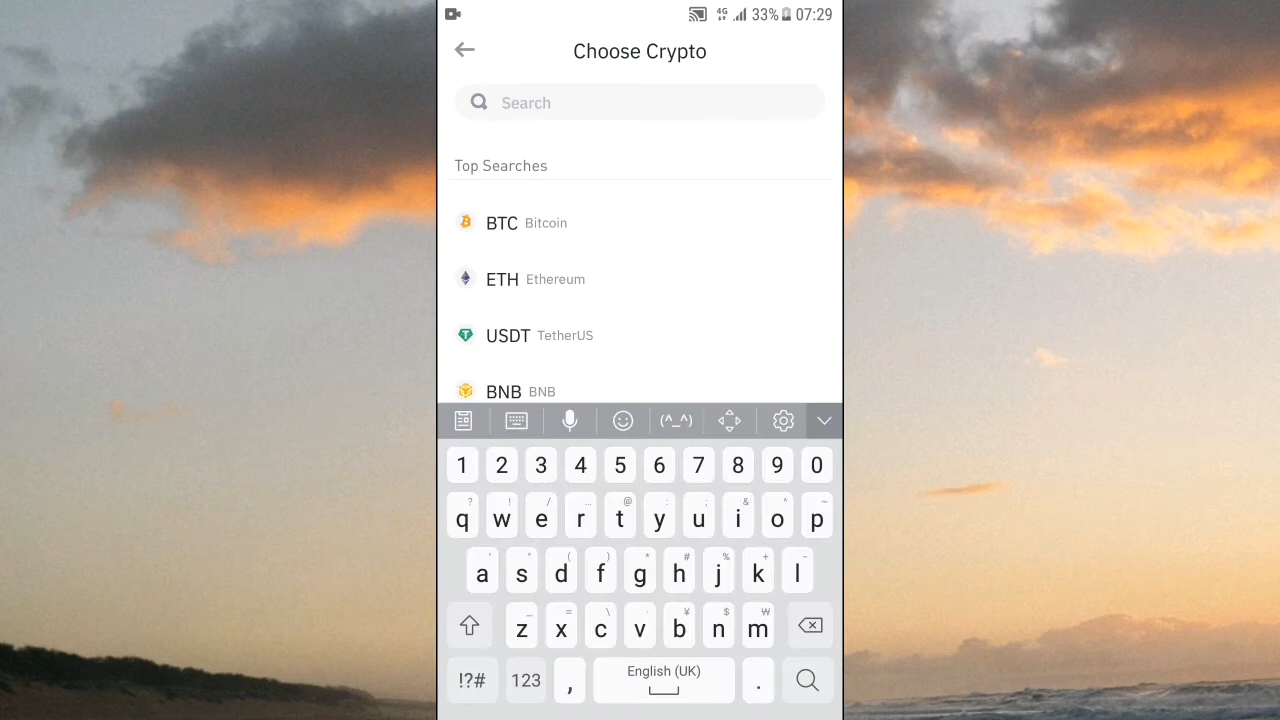 4G 33% 07:29
Choose Crypto
Search
Top Searches
BTC Bitcoin
ETH Ethereum
USDT TetherUS
BNB BNB
(^_^)
1 2 3 4 5 6 7 8 9 0
? ! / ... @ : ; & ^ ~
q w e r t y u i o p
' " ( ) * # % + -
a s d f g h j k l
_ = \ · ¥ $ ₩
z x c v b n m
!?# 123 , English (UK) .